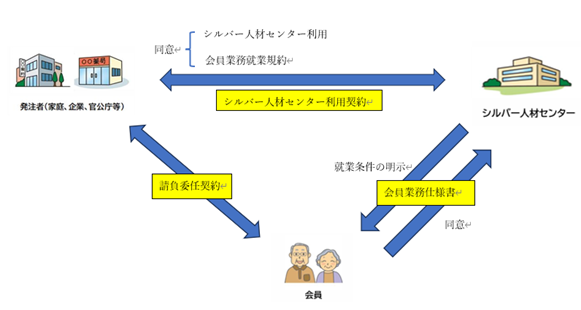 シルバー人材センター利用
同意
会員業務就業規約
発注者(家庭、企業、官公庁等)
シルバー人材センター利用契約
シルバー人材センター
就業条件の明示
請負委任契約
会員業務仕様書
同意
会員